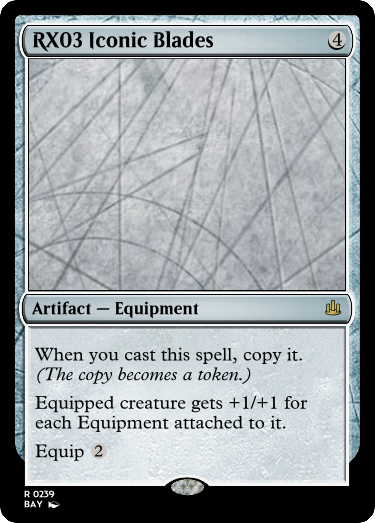 RX03 Iconic Blades 4
Artifact — Equipment
When you cast this spell, copy it.
(The copy becomes a token.)
Equipped creature gets +1/+1 for
each Equipment attached to it.
Equip 2
R 0239
BAY